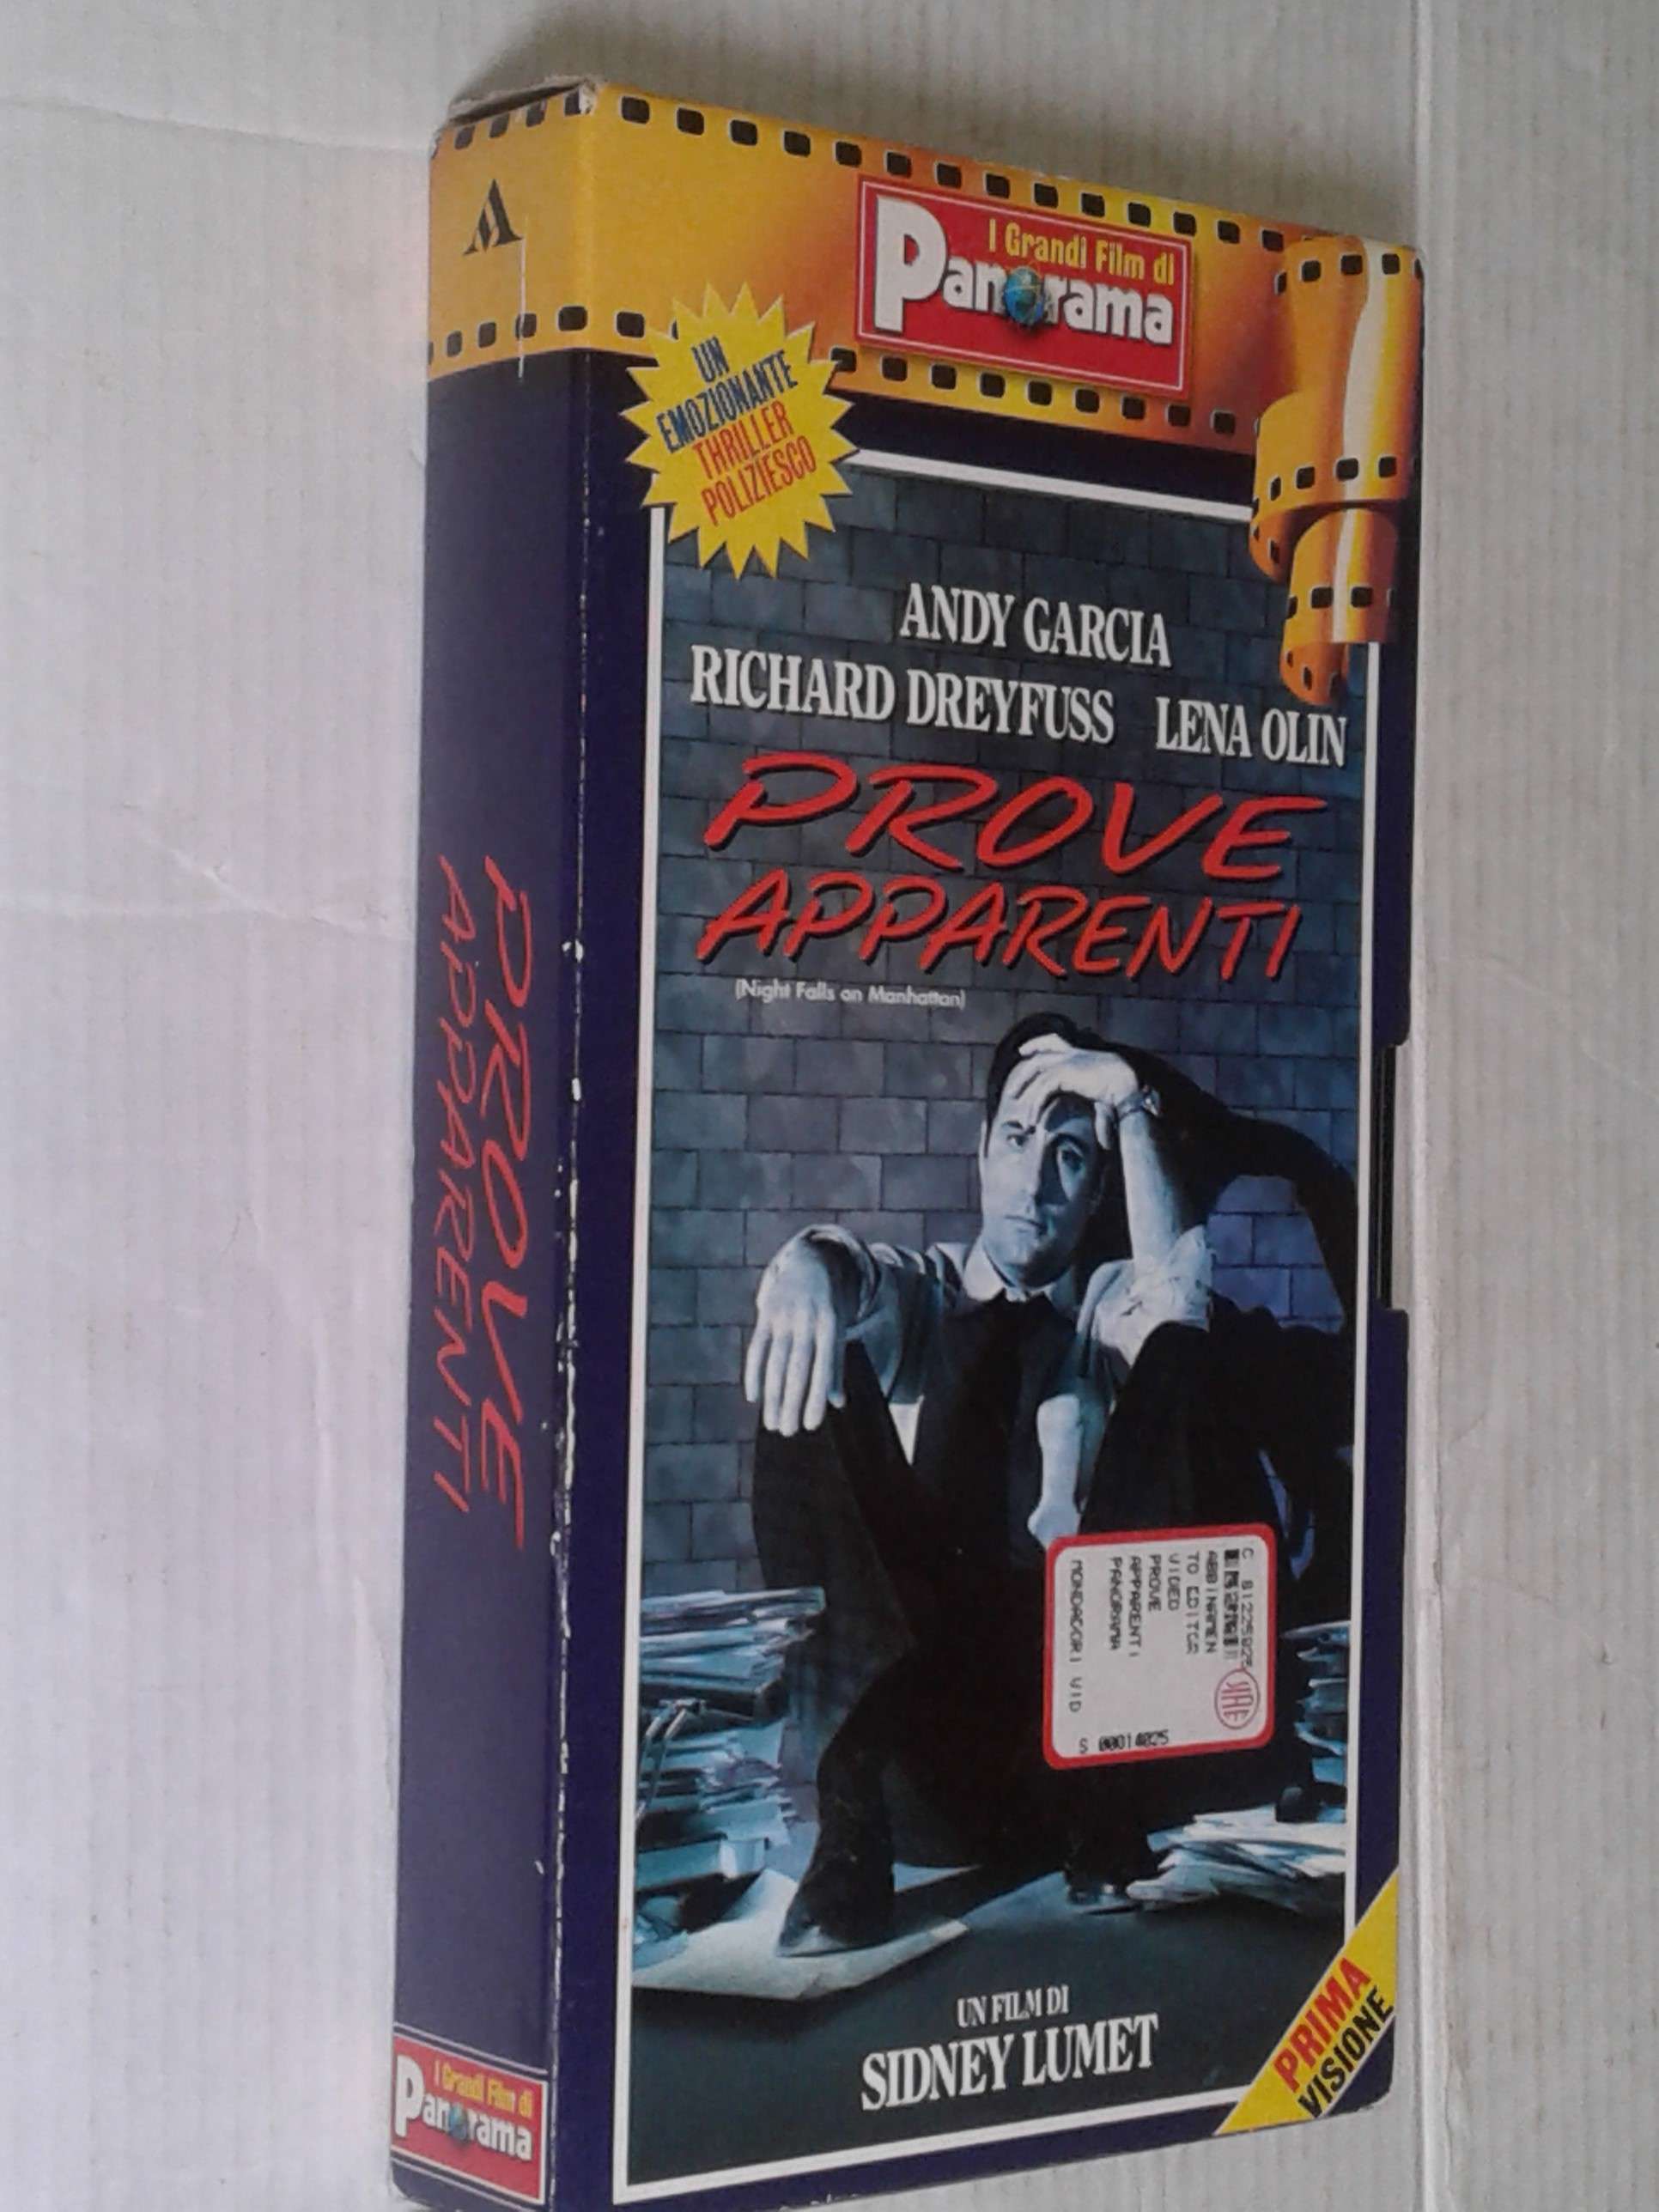 I Grandi Film di
Panorama
UN
EMOZIONANTE
THRILLER
POLIZIESCO
ANDY GARCIA
RICHARD DREYFUSS LENA OLIN
PROVE
APPARENTI
(Night Falls on Manhattan)
ABBINAMEN
TO EDITOR
VIDEO
PROVE
APPARENTI
PANORAMA
MONDADORI VID
SIAE
UN FILM DI
SIDNEY LUMET
PRIMA
VISIONE
PROVE
APPARENTI
I Grandi Film di
Panorama